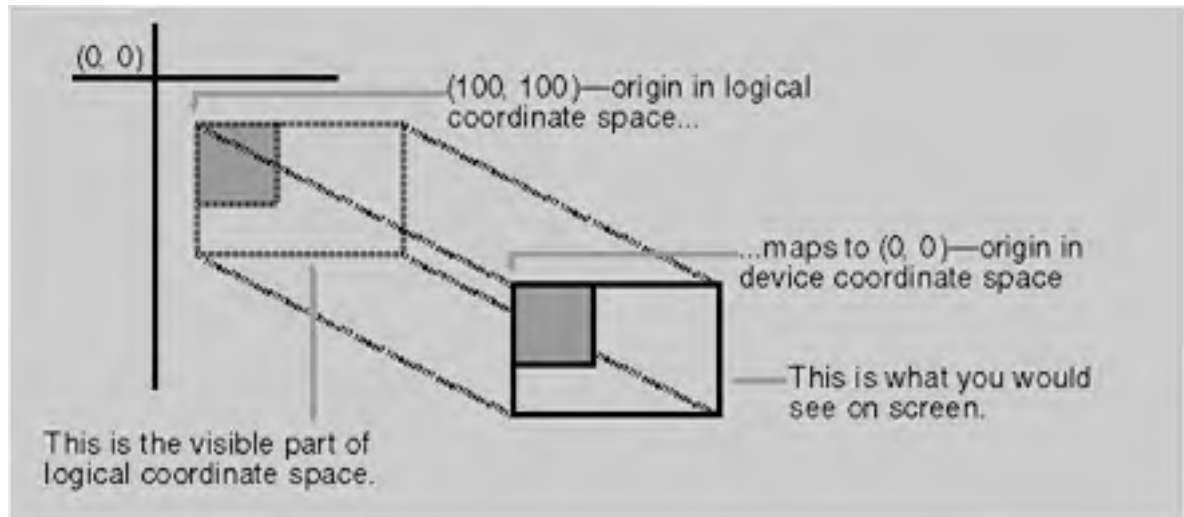 (0, 0)
(100, 100)—origin in logical
coordinate space...
...maps to (0, 0)—origin in
device coordinate space
This is what you would
see on screen.
This is the visible part of
logical coordinate space.